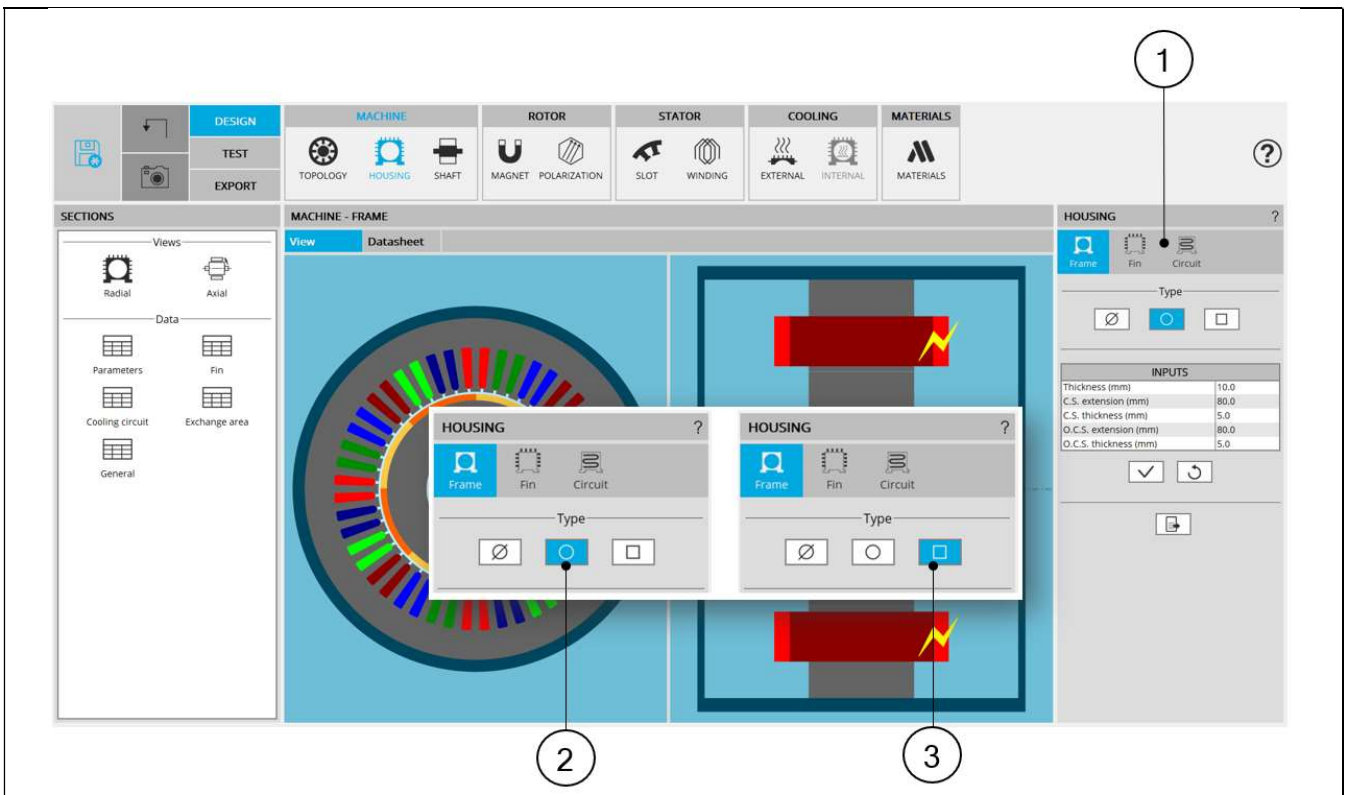 1
DESIGN
TEST
EXPORT
MACHINE
TOPOLOGY HOUSING SHAFT
ROTOR
MAGNET POLARIZATION
STATOR
SLOT WINDING
COOLING
EXTERNAL INTERNAL
MATERIALS
MATERIALS
?
SECTIONS
Views
Radial Axial
Data
Parameters Fin
Cooling circuit Exchange area
General
MACHINE - FRAME
View Datasheet
HOUSING ?
Frame Fin Circuit
Type
HOUSING ?
Frame Fin Circuit
Type
HOUSING ?
Frame Fin Circuit
Type
INPUTS
Thickness (mm) 10.0
C.S. extension (mm) 80.0
C.S. thickness (mm) 5.0
O.C.S. extension (mm) 80.0
O.C.S. thickness (mm) 5.0
2
3